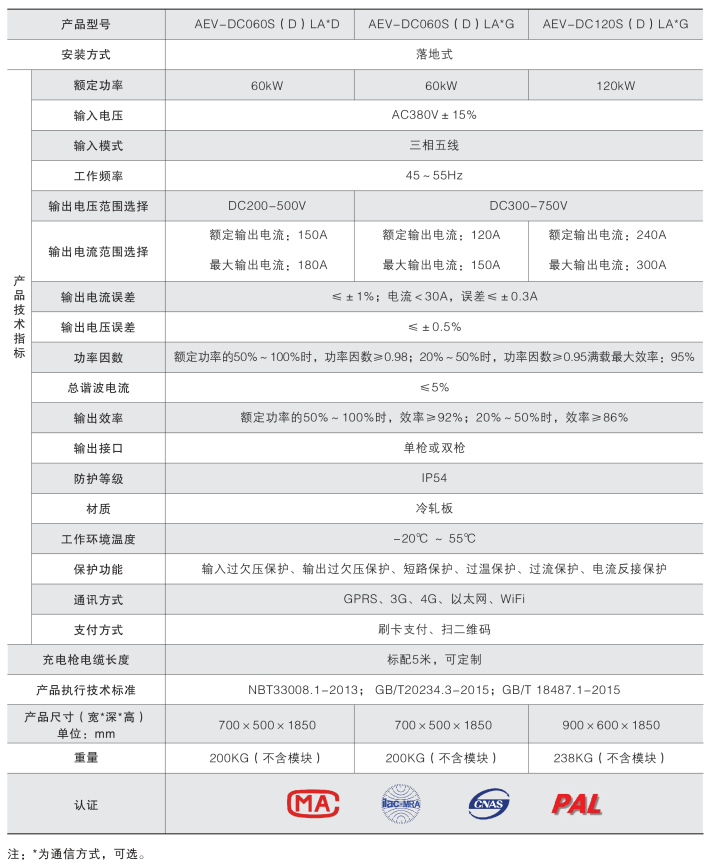 产品型号 AEV-DC060S（D）LA*D AEV-DC060S（D）LA*G AEV-DC120S（D）LA*G
安装方式 落地式
产品技术指标
额定功率 60kW 60kW 120kW
输入电压 AC380V±15%
输入模式 三相五线
工作频率 45～55Hz
输出电压范围选择 DC200-500V DC300-750V
输出电流范围选择
额定输出电流：150A 额定输出电流：120A 额定输出电流：240A
最大输出电流：180A 最大输出电流：150A 最大输出电流：300A
输出电流误差 ≤±1%；电流＜30A，误差≤±0.3A
输出电压误差 ≤±0.5%
功率因数 额定功率的50%～100%时，功率因数≥0.98；20%～50%时，功率因数≥0.95满载最大效率：95%
总谐波电流 ≤5%
输出效率 额定功率的50%～100%时，效率≥92%；20%～50%时，效率≥86%
输出接口 单枪或双枪
防护等级 IP54
材质 冷轧板
工作环境温度 -20℃ ～ 55℃
保护功能 输入过欠压保护、输出过欠压保护、短路保护、过温保护、过流保护、电流反接保护
通讯方式 GPRS、3G、4G、以太网、WiFi
支付方式 刷卡支付、扫二维码
充电枪电缆长度 标配5米，可定制
产品执行技术标准 NBT33008.1-2013； GB/T20234.3-2015；GB/T 18487.1-2015
产品尺寸（宽*深*高）
单位：mm
700×500×1850 700×500×1850 900×600×1850
重量 200KG（不含模块） 200KG（不含模块） 238KG（不含模块）
认证 MA ilac-MRA CNAS PAL
注：*为通信方式，可选。